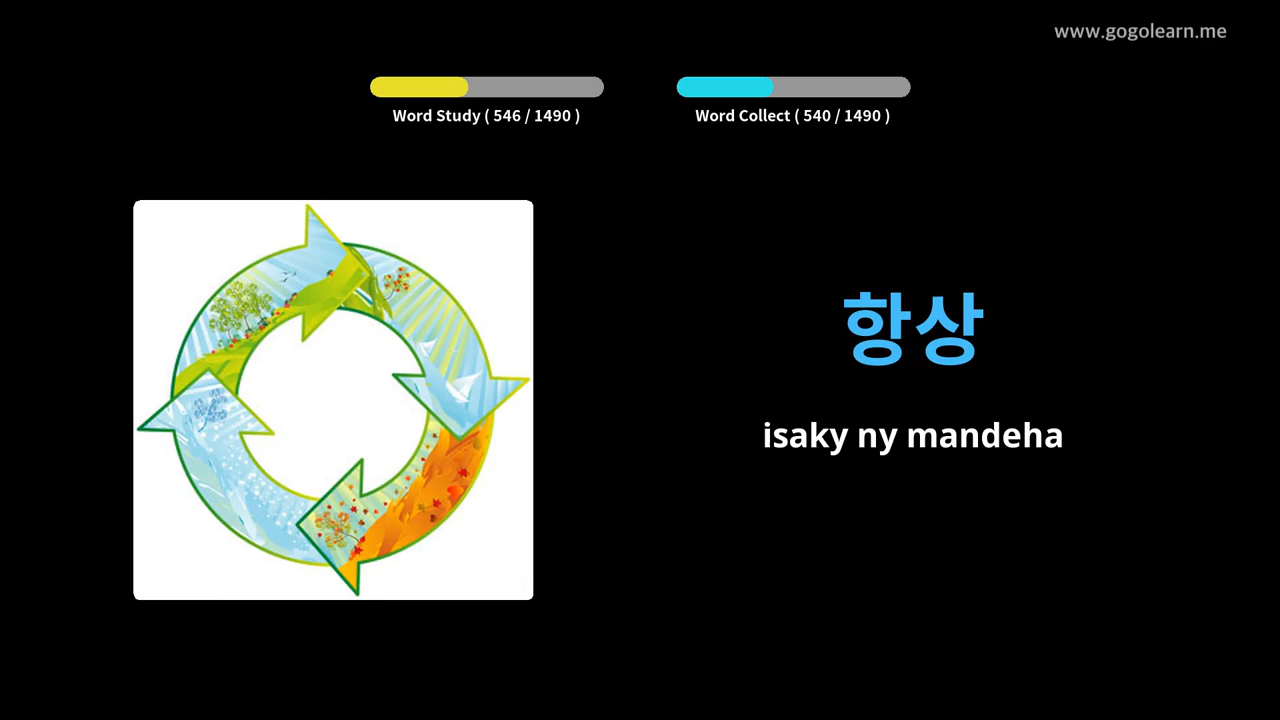 www.gogolearn.me
Word Study ( 546 / 1490 )
Word Collect ( 540 / 1490 )
항상
isaky ny mandeha